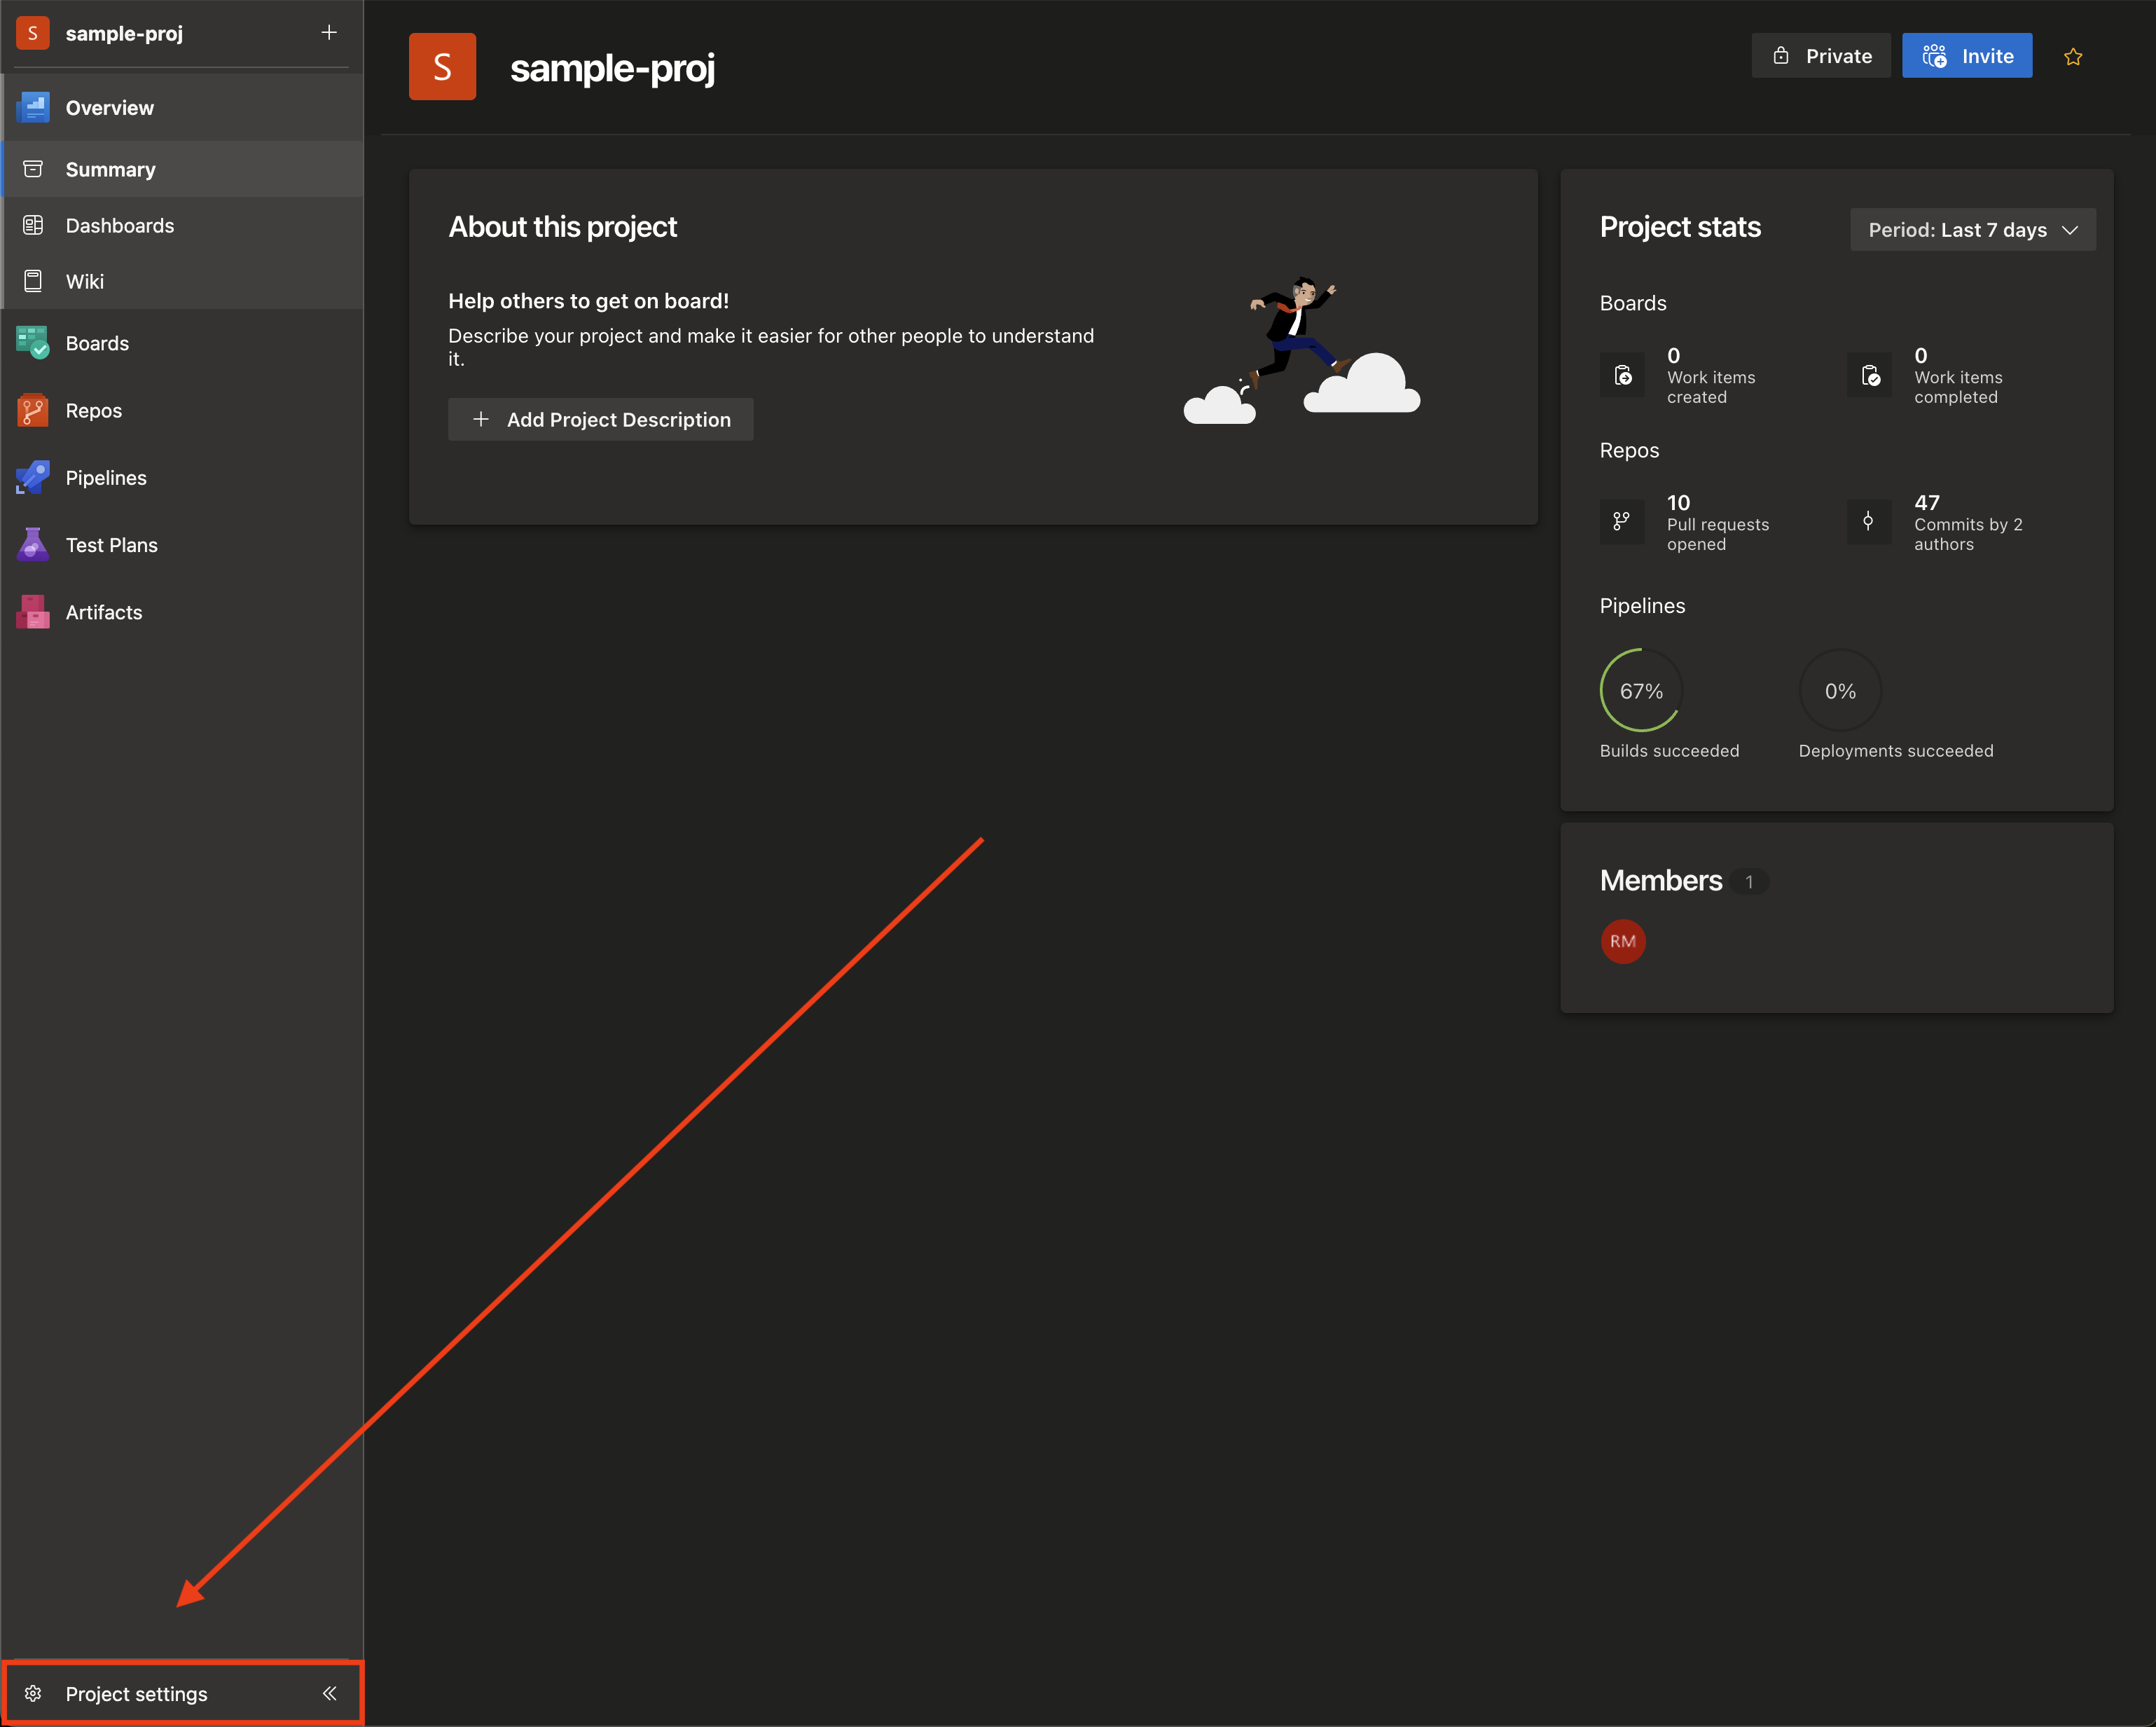 S sample-proj
Overview
Summary
Dashboards
Wiki
Boards
Repos
Pipelines
Test Plans
Artifacts
Project settings
S sample-proj
Private
Invite
About this project
Help others to get on board!
Describe your project and make it easier for other people to understand
it.
Add Project Description
Project stats
Period: Last 7 days
Boards
0
Work items
created
0
Work items
completed
Repos
10
Pull requests
opened
47
Commits by 2
authors
Pipelines
67%
Builds succeeded
0%
Deployments succeeded
Members 1
RM